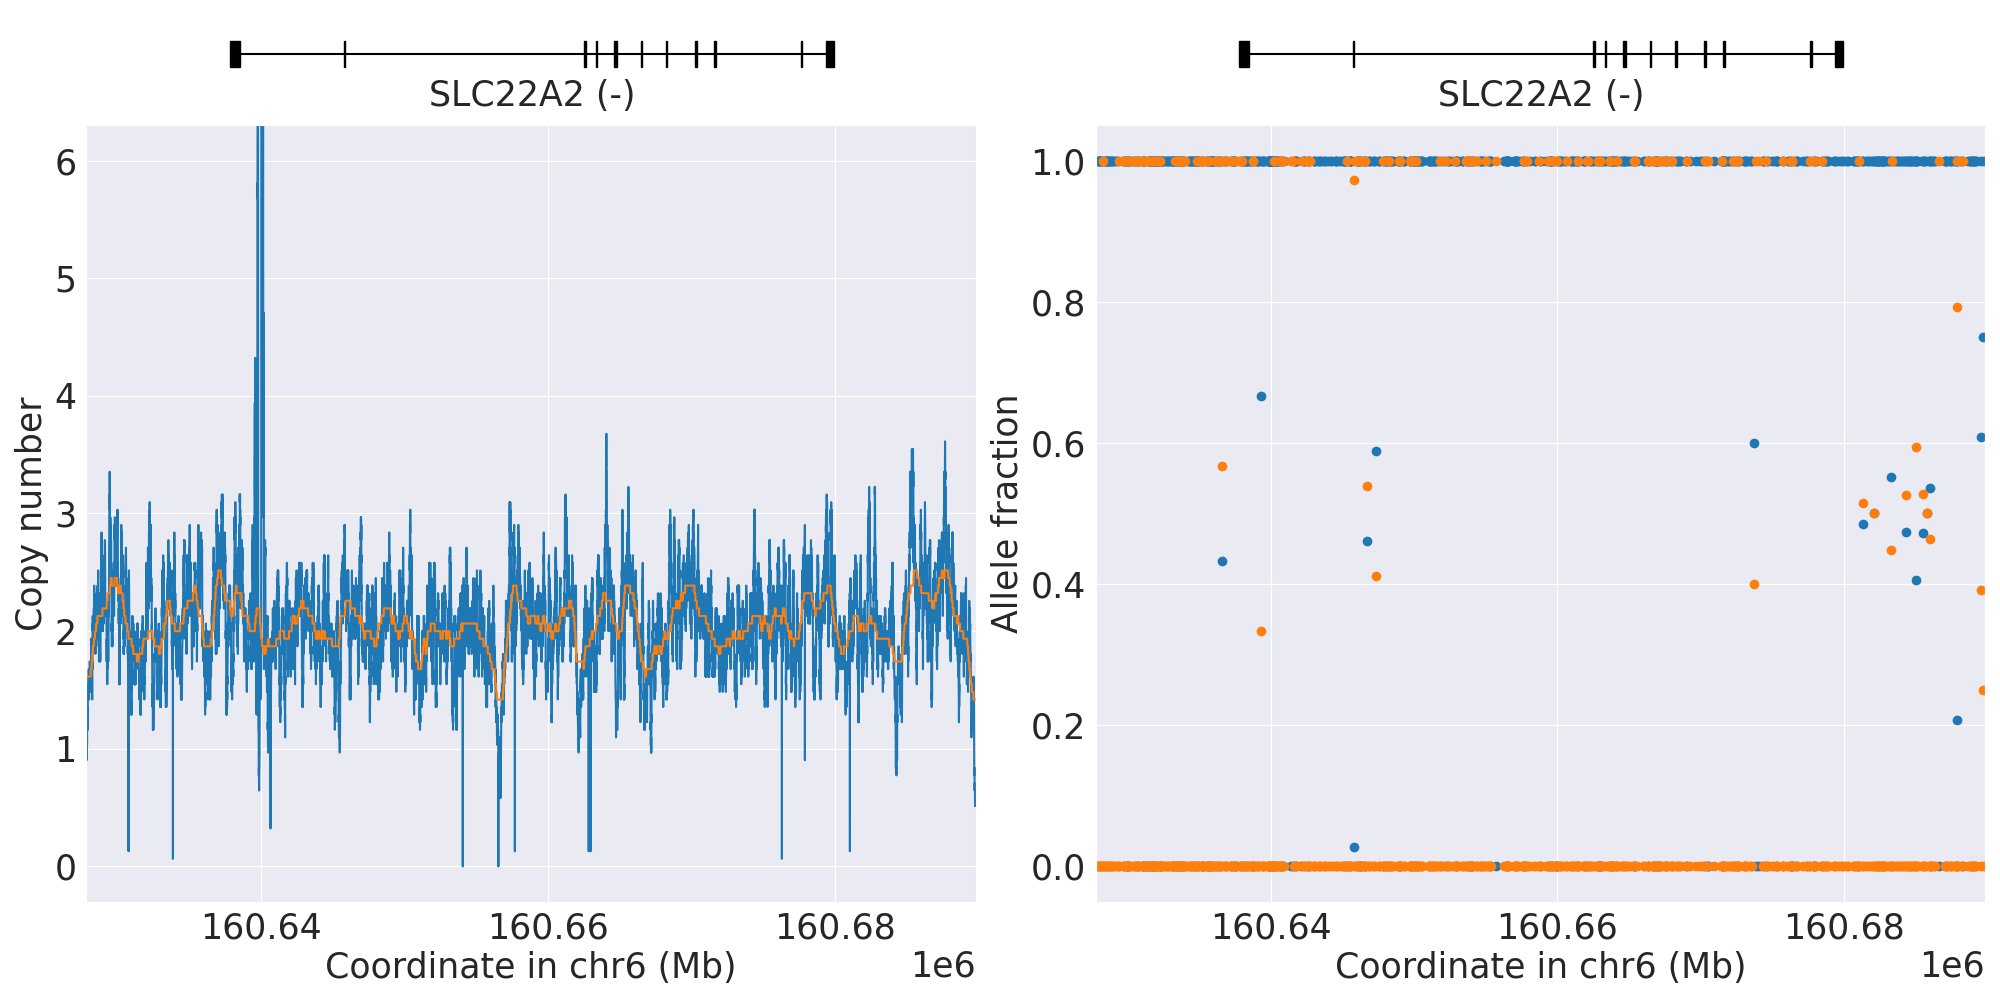 SLC22A2 (-)
6
5
4
3
2
1
0
Copy number
160.64 160.66 160.68
Coordinate in chr6 (Mb) 1e6
SLC22A2 (-)
1.0
0.8
0.6
0.4
0.2
0.0
Allele fraction
160.64 160.66 160.68
Coordinate in chr6 (Mb) 1e6